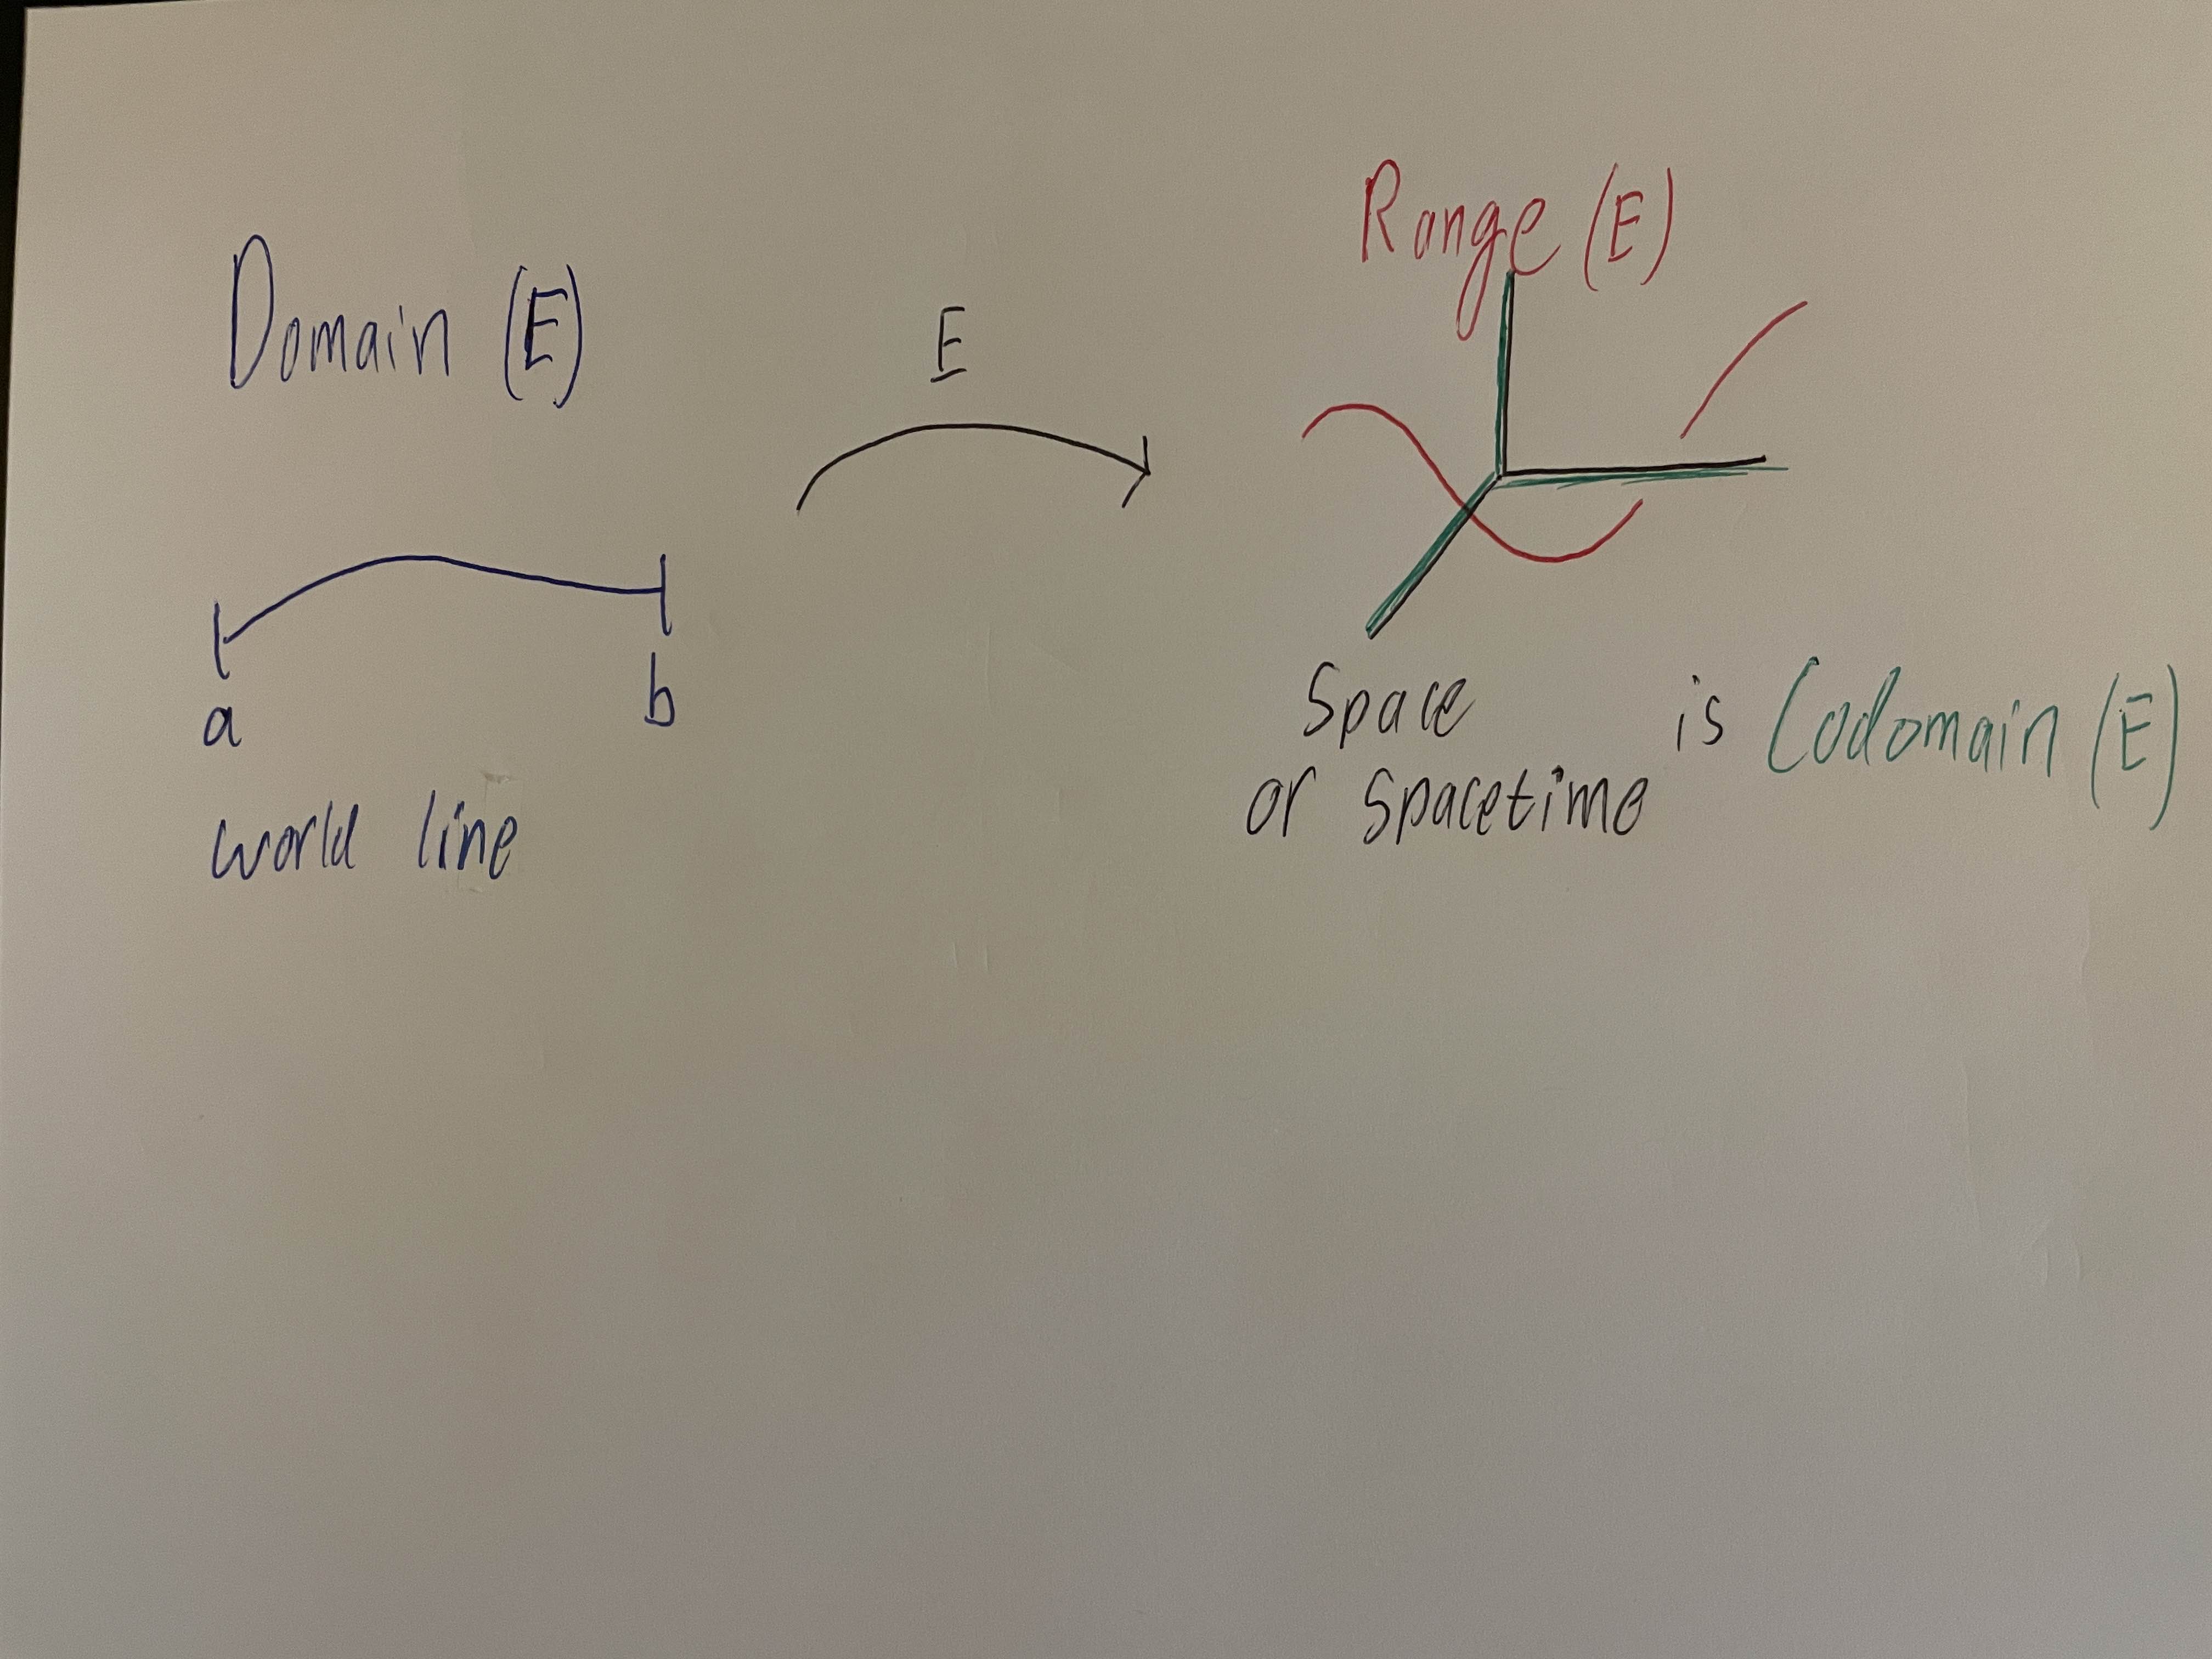 Domain (E)
E
Range (E)
a
b
world line
Space
or spacetime
is Codomain (E)